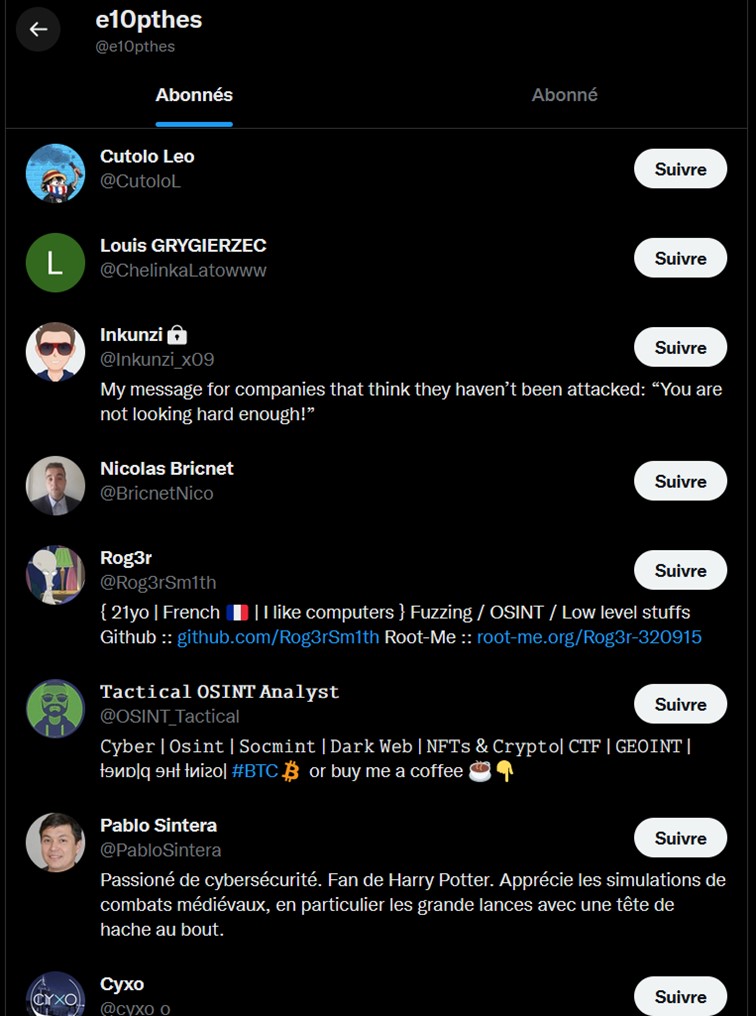 e10pthes
@e10pthes
Abonnés
Abonné
Cutolo Leo
@CutoloL
Suivre
L
Louis GRYGIERZEC
@ChelinkaLatowww
Suivre
Inkunzi 🔒
@Inkunzi_x09
Suivre
My message for companies that think they haven’t been attacked: “You are
not looking hard enough!”
Nicolas Bricnet
@BricnetNico
Suivre
Rog3r
@Rog3rSm1th
Suivre
{ 21yo | French 🇫🇷 | I like computers } Fuzzing / OSINT / Low level stuffs
Github :: github.com/Rog3rSm1th Root-Me :: root-me.org/Rog3r-320915
𝚃𝚊𝚌𝚝𝚒𝚌𝚊𝚕 𝙾𝚂𝙸𝙽𝚃 𝙰𝚗𝚊𝚕𝚢𝚜𝚝
@OSINT_Tactical
Suivre
𝙲𝚢𝚋𝚎𝚛 | 𝙾𝚜𝚒𝚗𝚝 | 𝚂𝚘𝚌𝚖𝚒𝚗𝚝 | 𝙳𝚊𝚛𝚔 𝚆𝚎𝚋 | 𝙽𝙵𝚃𝚜 & 𝙲𝚛𝚢𝚙𝚝𝚘| 𝙲𝚃𝙵 | 𝙶𝙴𝙾𝙸𝙽𝚃 |
#BTC ₿ or buy me a coffee ☕👇
Pablo Sintera
@PabloSintera
Suivre
Passioné de cybersécurité. Fan de Harry Potter. Apprécie les simulations de
combats médiévaux, en particulier les grande lances avec une tête de
hache au bout.
CYXO
Cyxo
@cyxo_o
Suivre